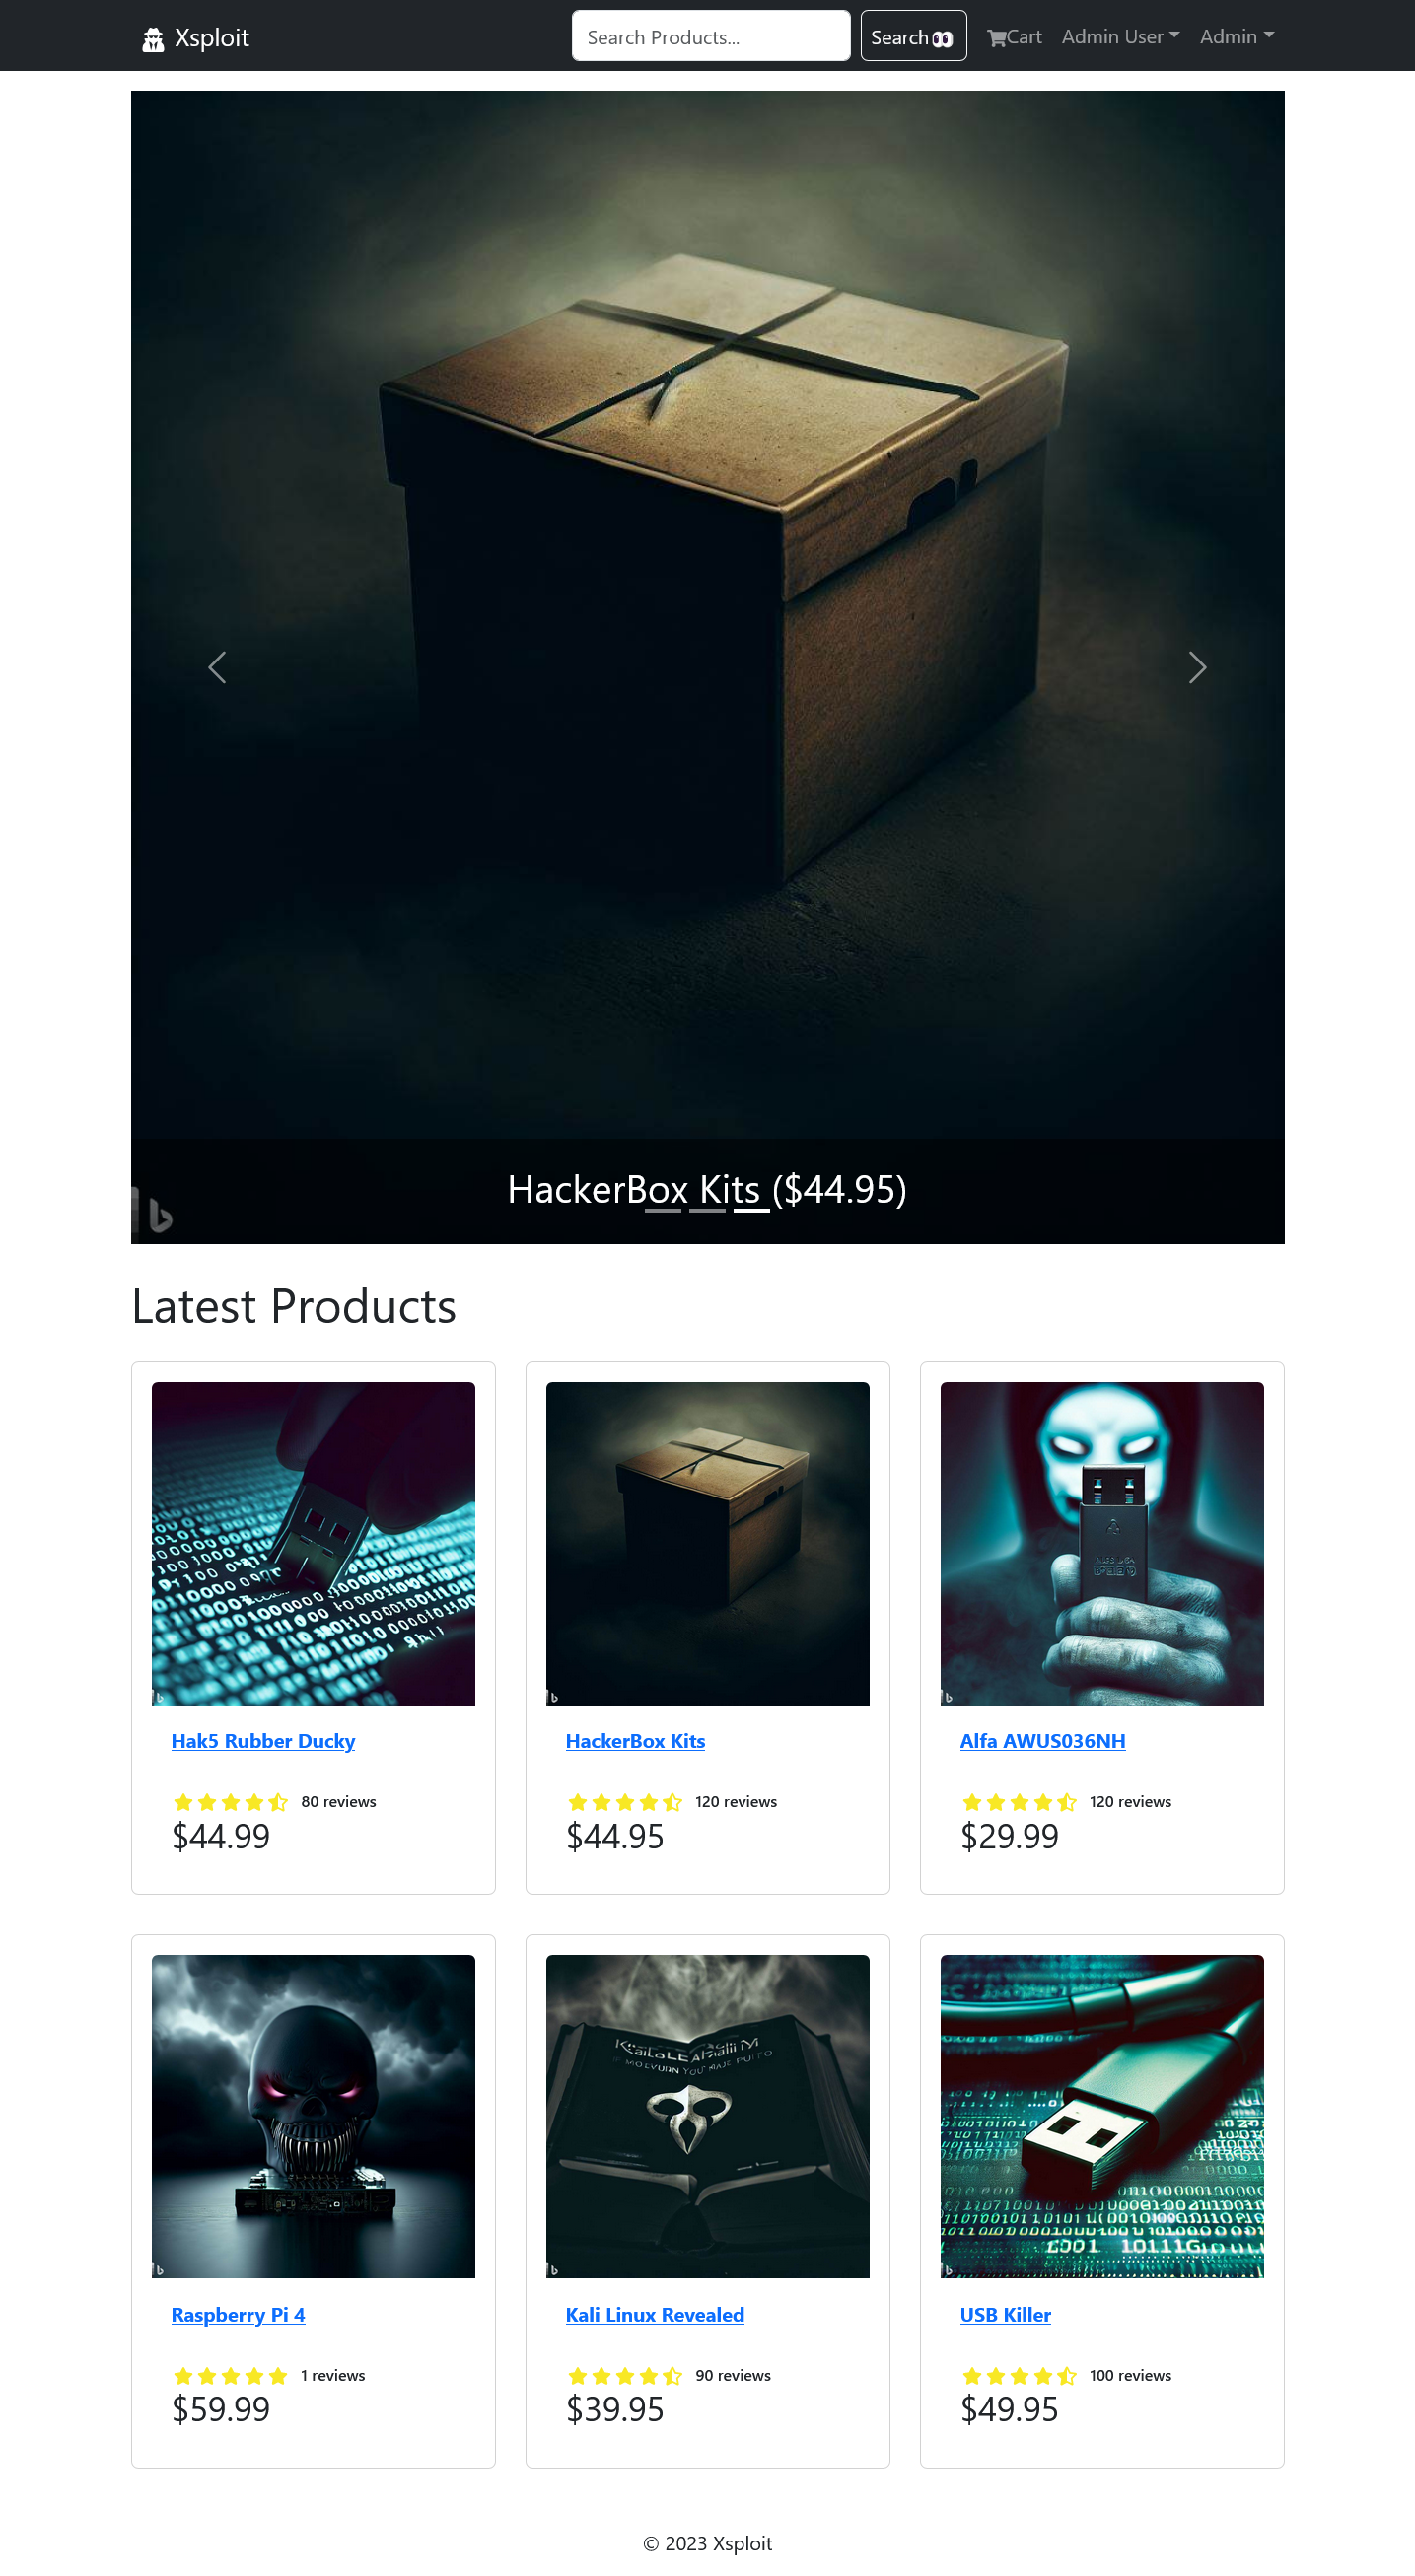 Xsploit
Search Products...
Search
Cart
Admin User
Admin
HackerBox Kits ($44.95)
Latest Products
Hak5 Rubber Ducky
80 reviews
$44.99
HackerBox Kits
120 reviews
$44.95
Alfa AWUS036NH
120 reviews
$29.99
Raspberry Pi 4
1 reviews
$59.99
Kali Linux Revealed
90 reviews
$39.95
USB Killer
100 reviews
$49.95
© 2023 Xsploit